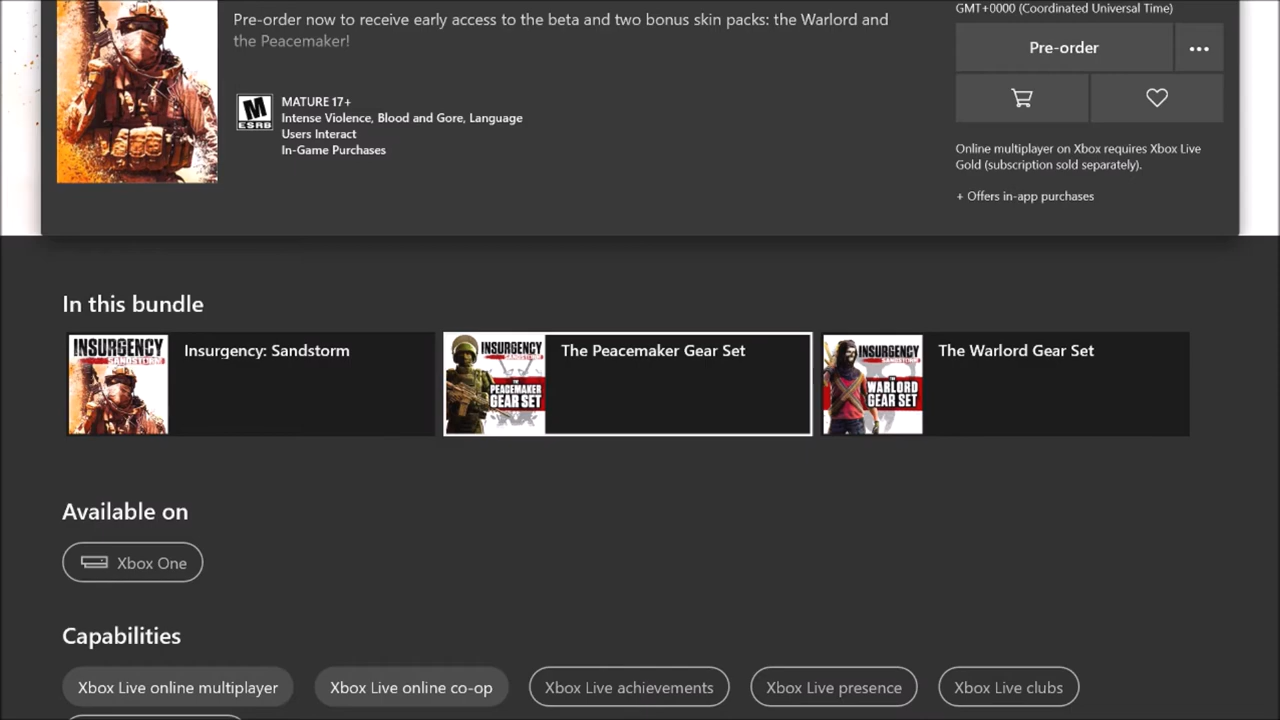 Pre-order now to receive early access to the beta and two bonus skin packs: the Warlord and
the Peacemaker!
M
ESRB
MATURE 17+
Intense Violence, Blood and Gore, Language
Users Interact
In-Game Purchases
GMT+0000 (Coordinated Universal Time)
Pre-order
Online multiplayer on Xbox requires Xbox Live
Gold (subscription sold separately).
+ Offers in-app purchases
In this bundle
INSURGENCY
SANDSTORM
Insurgency: Sandstorm
INSURGENCY
SANDSTORM
THE
PEACEMAKER
GEAR SET
The Peacemaker Gear Set
INSURGENCY
SANDSTORM
THE
WARLORD
GEAR SET
The Warlord Gear Set
Available on
Xbox One
Capabilities
Xbox Live online multiplayer
Xbox Live online co-op
Xbox Live achievements
Xbox Live presence
Xbox Live clubs